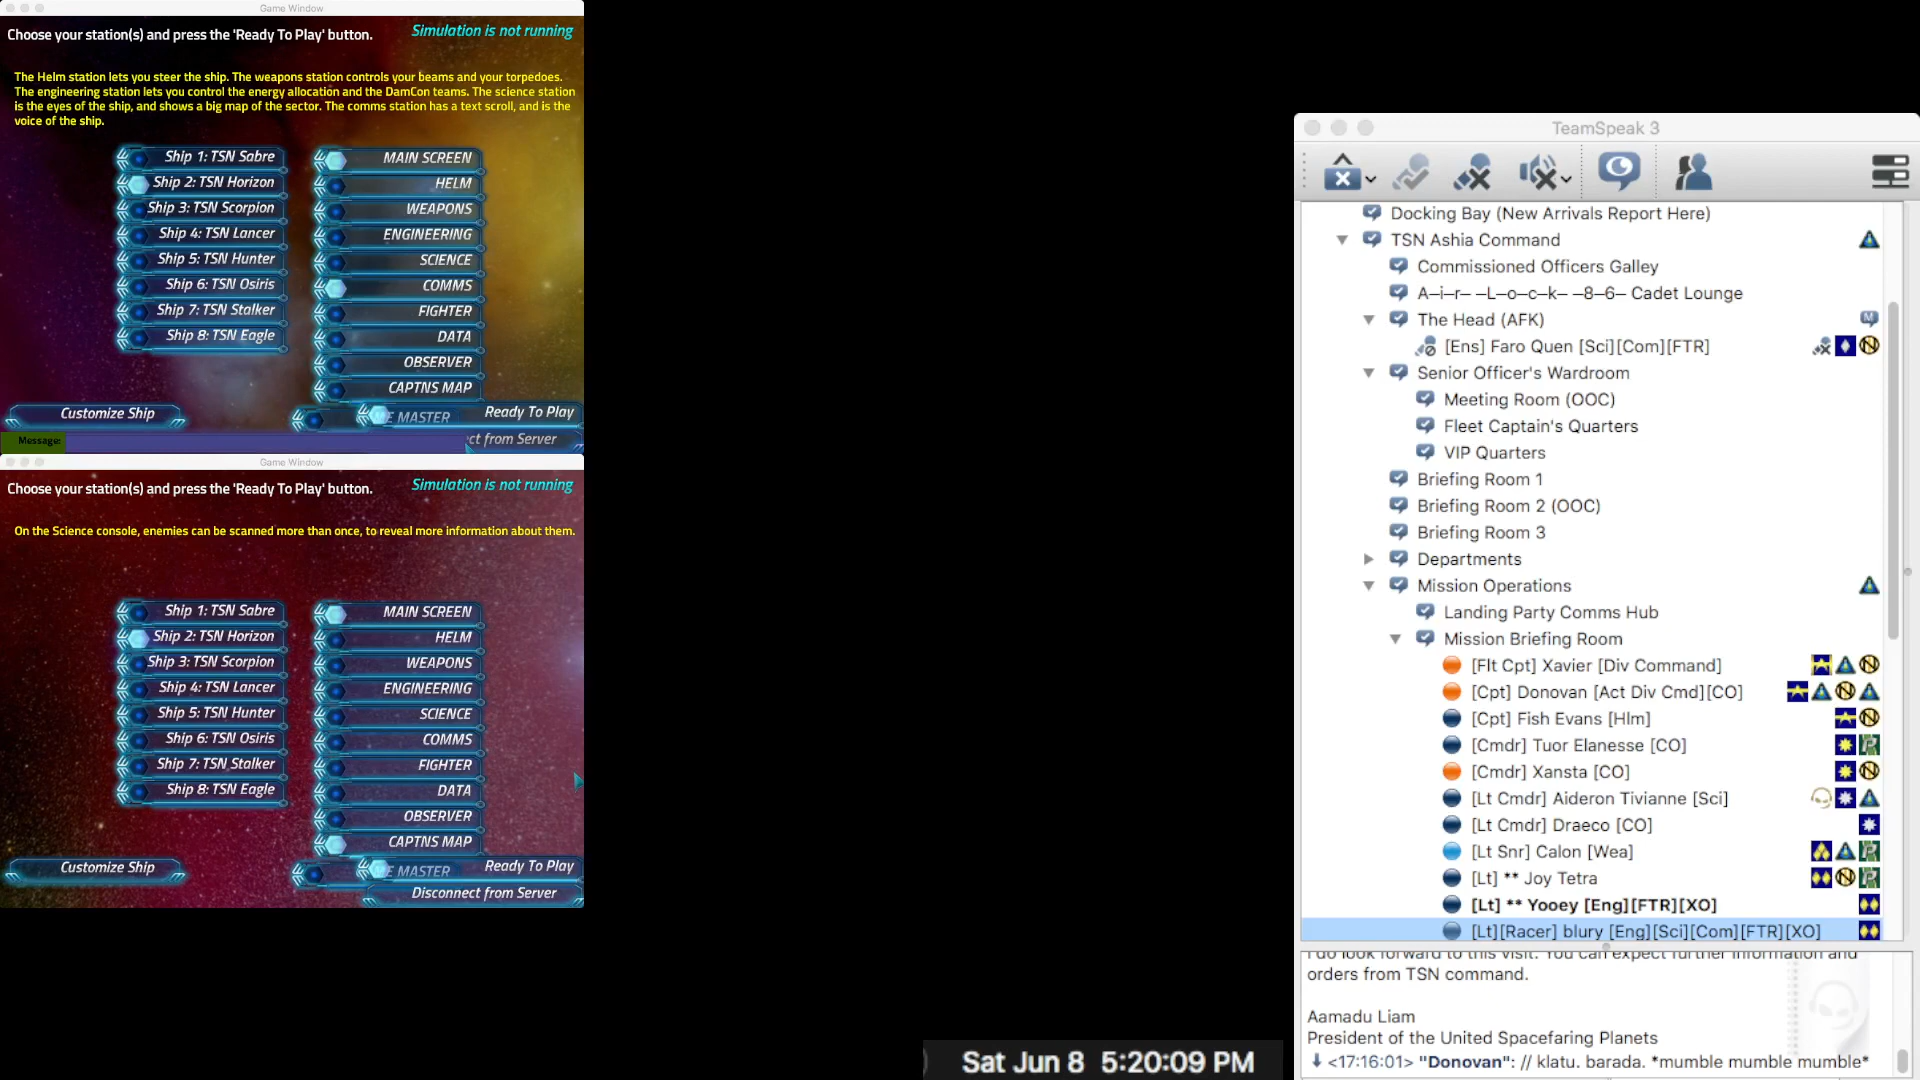 Game Window
Choose your station(s) and press the 'Ready To Play' button.
Simulation is not running
The Helm station lets you steer the ship. The weapons station controls your beams and your torpedoes.
The engineering station lets you control the energy allocation and the DamCon teams. The science station
is the eyes of the ship, and shows a big map of the sector. The comms station has a text scroll, and is the
voice of the ship.
Ship 1: TSN Sabre
Ship 2: TSN Horizon
Ship 3: TSN Scorpion
Ship 4: TSN Lancer
Ship 5: TSN Hunter
Ship 6: TSN Osiris
Ship 7: TSN Stalker
Ship 8: TSN Eagle
MAIN SCREEN
HELM
WEAPONS
ENGINEERING
SCIENCE
COMMS
FIGHTER
DATA
OBSERVER
CAPTNS MAP
Customize Ship
E MASTER
Ready To Play
Message:
ct from Server
Game Window
Choose your station(s) and press the 'Ready To Play' button.
Simulation is not running
On the Science console, enemies can be scanned more than once, to reveal more information about them.
Ship 1: TSN Sabre
Ship 2: TSN Horizon
Ship 3: TSN Scorpion
Ship 4: TSN Lancer
Ship 5: TSN Hunter
Ship 6: TSN Osiris
Ship 7: TSN Stalker
Ship 8: TSN Eagle
MAIN SCREEN
HELM
WEAPONS
ENGINEERING
SCIENCE
COMMS
FIGHTER
DATA
OBSERVER
CAPTNS MAP
Customize Ship
E MASTER
Ready To Play
Disconnect from Server
TeamSpeak 3
Docking Bay (New Arrivals Report Here)
TSN Ashia Command
Commissioned Officers Galley
A–i–r– –L–o–c–k– –8–6– Cadet Lounge
The Head (AFK)
[Ens] Faro Quen [Sci][Com][FTR]
Senior Officer's Wardroom
Meeting Room (OOC)
Fleet Captain's Quarters
VIP Quarters
Briefing Room 1
Briefing Room 2 (OOC)
Briefing Room 3
Departments
Mission Operations
Landing Party Comms Hub
Mission Briefing Room
[Flt Cpt] Xavier [Div Command]
[Cpt] Donovan [Act Div Cmd][CO]
[Cpt] Fish Evans [Hlm]
[Cmdr] Tuor Elanesse [CO]
[Cmdr] Xansta [CO]
[Lt Cmdr] Aideron Tivianne [Sci]
[Lt Cmdr] Draeco [CO]
[Lt Snr] Calon [Wea]
[Lt] ** Joy Tetra
[Lt] ** Yooey [Eng][FTR][XO]
[Lt][Racer] blury [Eng][Sci][Com][FTR][XO]
I do look forward to this visit. You can expect further information and
orders from TSN command.
Aamadu Liam
President of the United Spacefaring Planets
<17:16:01> "Donovan": // klatu. barada. *mumble mumble mumble*
Sat Jun 8 5:20:09 PM